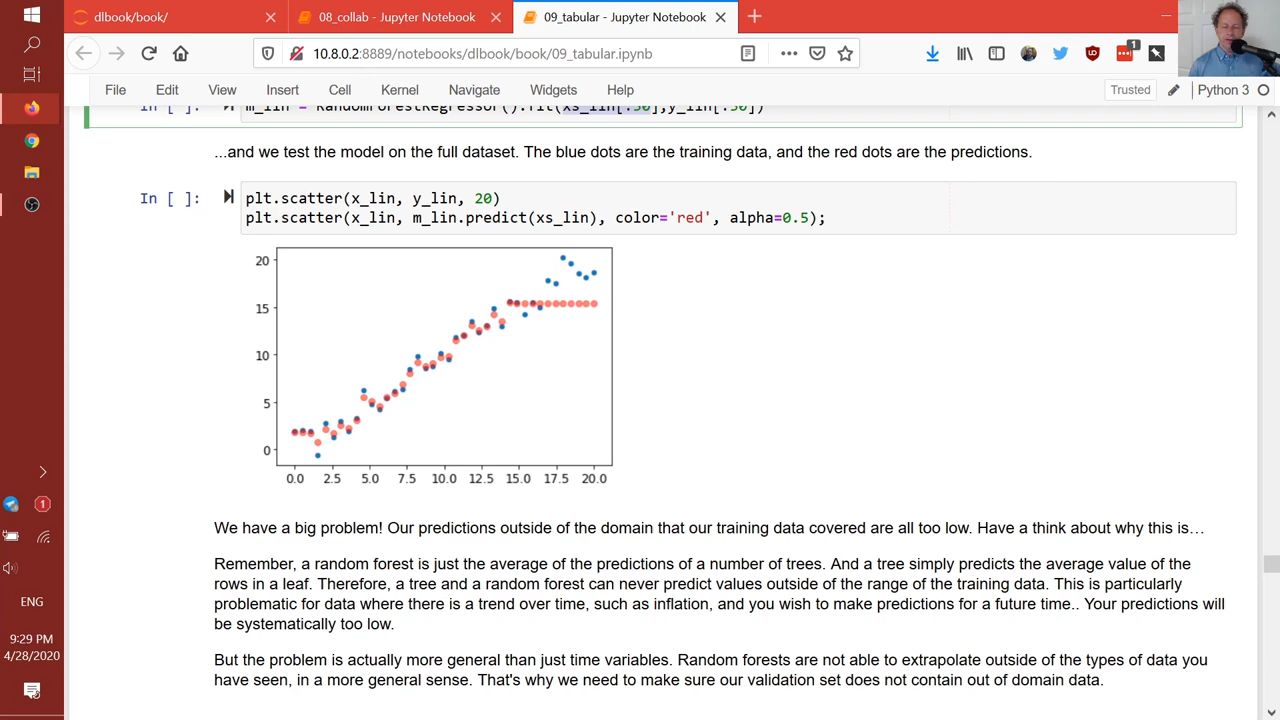 dlbook/book/
08_collab - Jupyter Notebook
09_tabular - Jupyter Notebook
10.8.0.2:8889/notebooks/dlbook/book/09_tabular.ipynb
1
File Edit View Insert Cell Kernel Navigate Widgets Help
Trusted
Python 3
In [ ]: m_lin = RandomForestRegressor().fit(xs_lin[:30],y_lin[:30])
...and we test the model on the full dataset. The blue dots are the training data, and the red dots are the predictions.
In [ ]: plt.scatter(x_lin, y_lin, 20)
plt.scatter(x_lin, m_lin.predict(xs_lin), color='red', alpha=0.5);
20
15
10
5
0
0.0 2.5 5.0 7.5 10.0 12.5 15.0 17.5 20.0
We have a big problem! Our predictions outside of the domain that our training data covered are all too low. Have a think about why this is…
Remember, a random forest is just the average of the predictions of a number of trees. And a tree simply predicts the average value of the
rows in a leaf. Therefore, a tree and a random forest can never predict values outside of the range of the training data. This is particularly
problematic for data where there is a trend over time, such as inflation, and you wish to make predictions for a future time.. Your predictions will
be systematically too low.
But the problem is actually more general than just time variables. Random forests are not able to extrapolate outside of the types of data you
have seen, in a more general sense. That's why we need to make sure our validation set does not contain out of domain data.
1
ENG
9:29 PM
4/28/2020